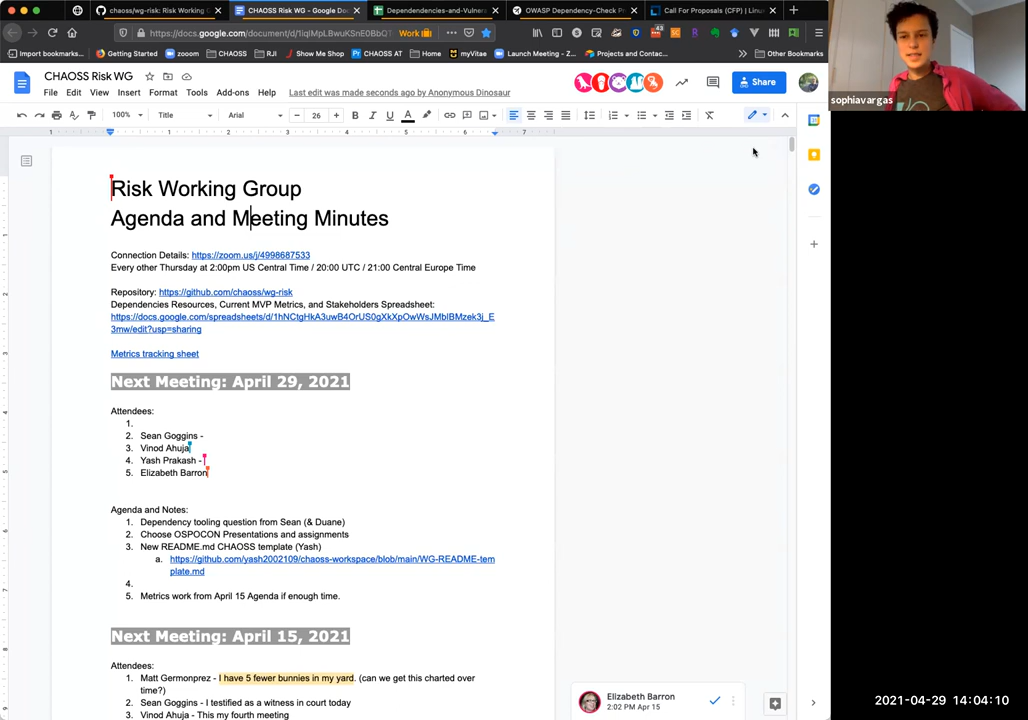 chaoss/wg-risk: Risk Working G
CHAOSS Risk WG - Google Doc
Dependendencies-and-Vulnera
OWASP Dependency-Check Pr
Call For Proposals (CFP) | Linu
https://docs.google.com/document/d/1iqlMpLBwuKSnE0BbQT
Work
Import bookmarks...
Getting Started
zoom
CHAOSS
RJI
Show Me Shop
CHAOSS AT
Home
myVitae
Launch Meeting - Z...
Projects and Contac...
Other Bookmarks
CHAOSS Risk WG
File Edit View Insert Format Tools Add-ons Help
Last edit was made seconds ago by Anonymous Dinosaur
Share
sophiavargas
100% Title Arial 26
Risk Working Group
Agenda and Meeting Minutes
Connection Details: https://zoom.us/j/4998687533
Every other Thursday at 2:00pm US Central Time / 20:00 UTC / 21:00 Central Europe Time
Repository: https://github.com/chaoss/wg-risk
Dependencies Resources, Current MVP Metrics, and Stakeholders Spreadsheet:
https://docs.google.com/spreadsheets/d/1hNCtgHkA3uwB4OrUS0gXkXpOwWsJMblBMzek3j_E
3mw/edit?usp=sharing
Metrics tracking sheet
Next Meeting: April 29, 2021
Attendees:
1.
2. Sean Goggins -
3. Vinod Ahuja
4. Yash Prakash -
5. Elizabeth Barron
Agenda and Notes:
1. Dependency tooling question from Sean (& Duane)
2. Choose OSPOCON Presentations and assignments
3. New README.md CHAOSS template (Yash)
a. https://github.com/yash2002109/chaoss-workspace/blob/main/WG-README-tem
plate.md
4.
5. Metrics work from April 15 Agenda if enough time.
Next Meeting: April 15, 2021
Attendees:
1. Matt Germonprez - I have 5 fewer bunnies in my yard. (can we get this charted over
time?)
2. Sean Goggins - I testified as a witness in court today
3. Vinod Ahuja - This my fourth meeting
Elizabeth Barron
2:02 PM Apr 15
2021-04-29 14:04:10